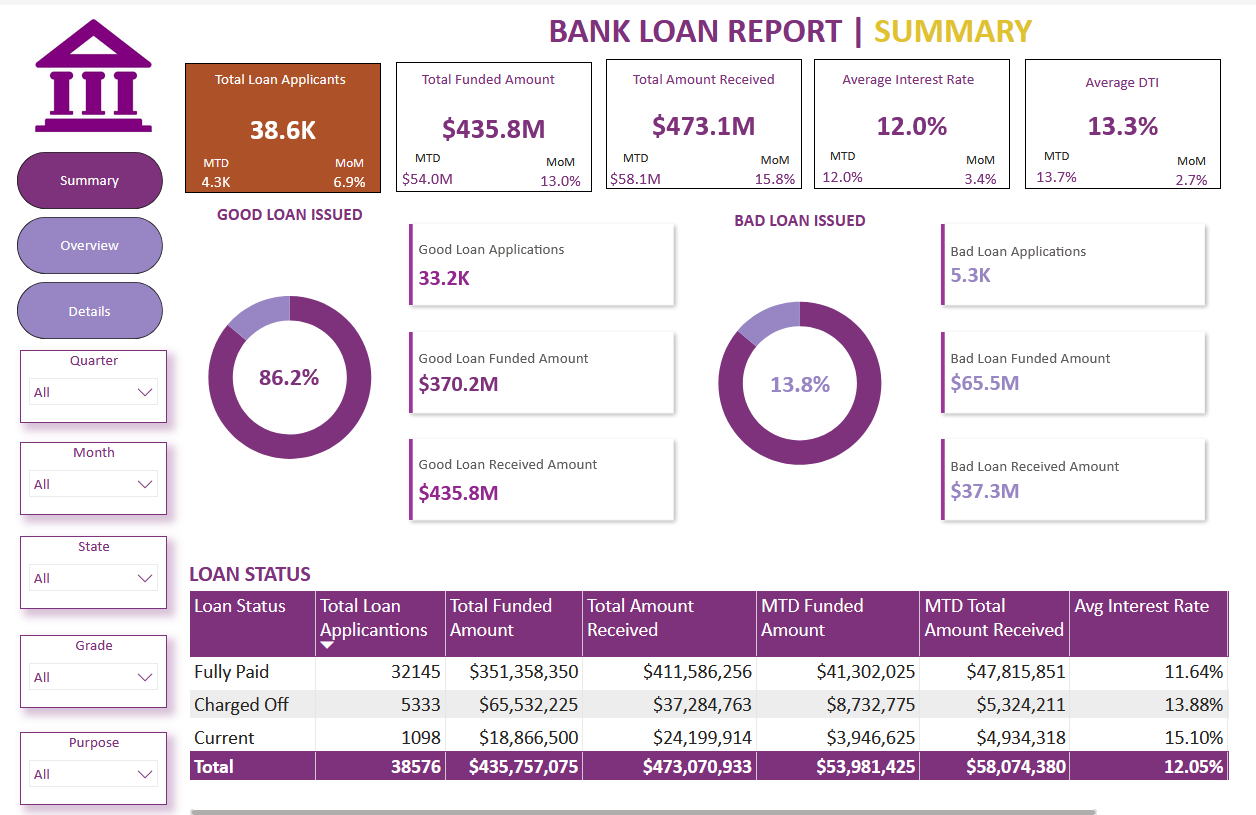 BANK LOAN REPORT | SUMMARY
Total Loan Applicants
38.6K
MTD
MoM
4.3K
6.9%
Total Funded Amount
$435.8M
MTD
MoM
$54.0M
13.0%
Total Amount Received
$473.1M
MTD
MoM
$58.1M
15.8%
Average Interest Rate
12.0%
MTD
MoM
12.0%
3.4%
Average DTI
13.3%
MTD
MoM
13.7%
2.7%
Summary
Overview
Details
Quarter
All
Month
All
State
All
Grade
All
Purpose
All
GOOD LOAN ISSUED
86.2%
Good Loan Applications
33.2K
Good Loan Funded Amount
$370.2M
Good Loan Received Amount
$435.8M
BAD LOAN ISSUED
13.8%
Bad Loan Applications
5.3K
Bad Loan Funded Amount
$65.5M
Bad Loan Received Amount
$37.3M
LOAN STATUS
Loan Status
Total Loan
Applicantions
Total Funded
Amount
Total Amount
Received
MTD Funded
Amount
MTD Total
Amount Received
Avg Interest Rate
Fully Paid 32145 $351,358,350 $411,586,256 $41,302,025 $47,815,851 11.64%
Charged Off 5333 $65,532,225 $37,284,763 $8,732,775 $5,324,211 13.88%
Current 1098 $18,866,500 $24,199,914 $3,946,625 $4,934,318 15.10%
Total 38576 $435,757,075 $473,070,933 $53,981,425 $58,074,380 12.05%